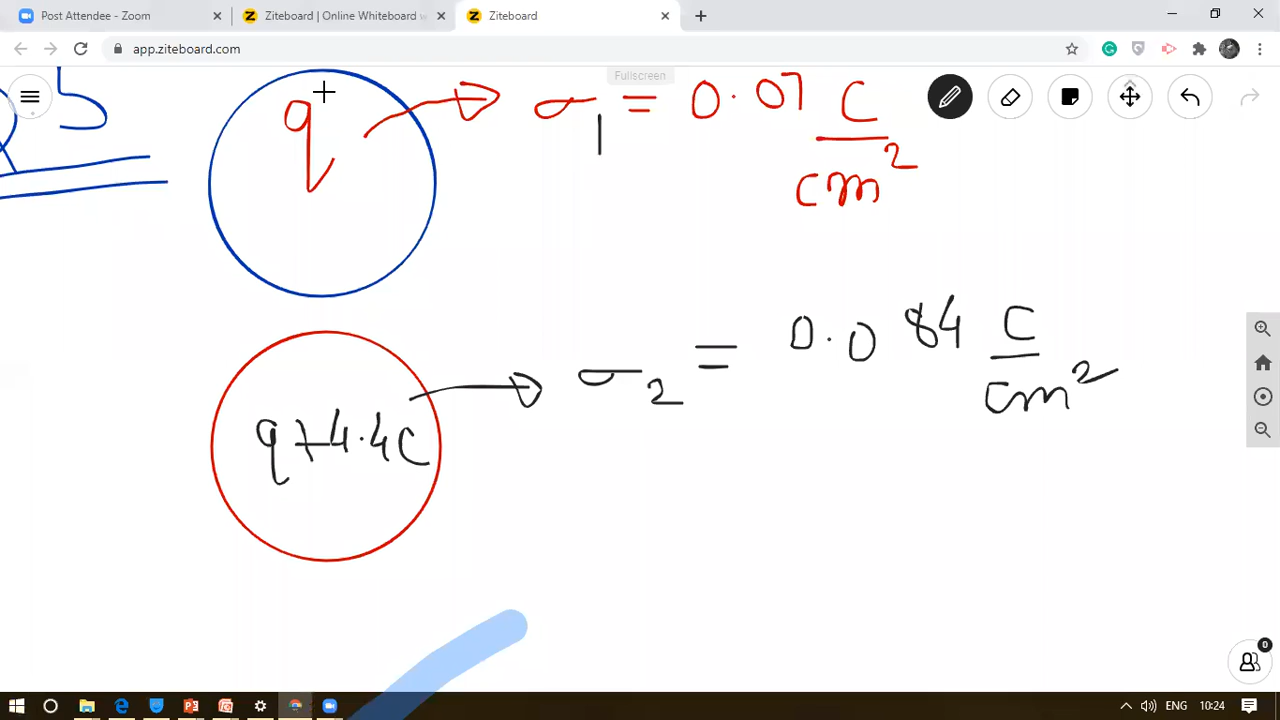 Post Attendee - Zoom
Ziteboard | Online Whiteboard w
Ziteboard
app.ziteboard.com
Fullscreen
q → σ₁ = 0.07 C/cm²
q+4.4C → σ₂ = 0.084 C/cm²
0
ENG 10:24